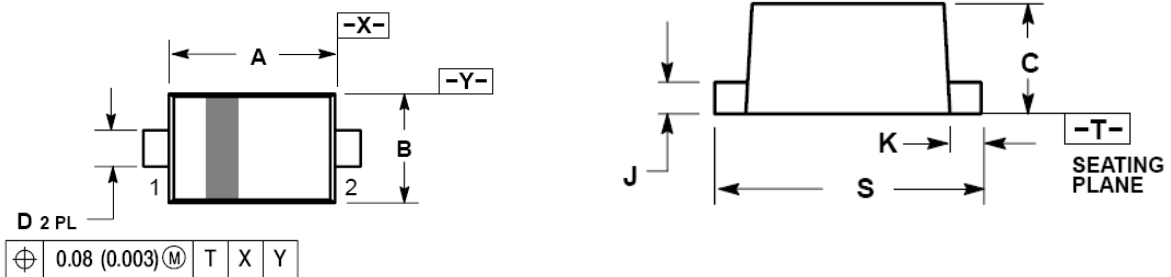 –X–
A
–Y–
B
1
2
D 2 PL
⌖ 0.08 (0.003) Ⓜ T X Y
C
K
–T–
J
S
SEATING
PLANE